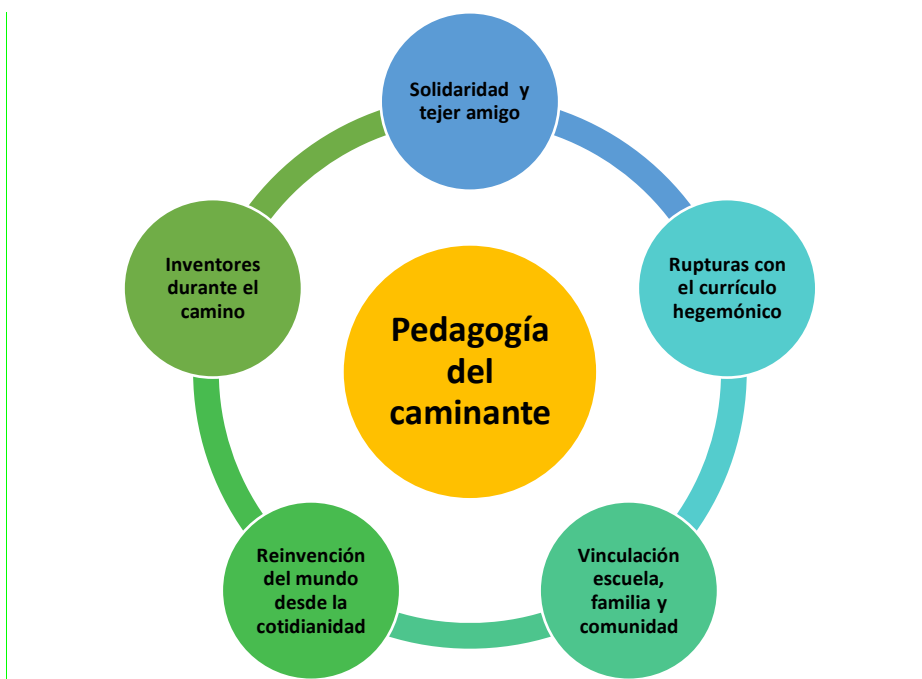 Solidaridad y
tejer amigo
Rupturas con
el currículo
hegemónico
Vinculación
escuela,
familia y
comunidad
Reinvención
del mundo
desde la
cotidianidad
Inventores
durante el
camino
Pedagogía
del
caminante